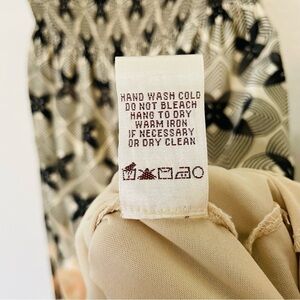 HAND WASH COLD
DO NOT BLEACH
HANG TO DRY
WARM IRON
IF NECESSARY
OR DRY CLEAN